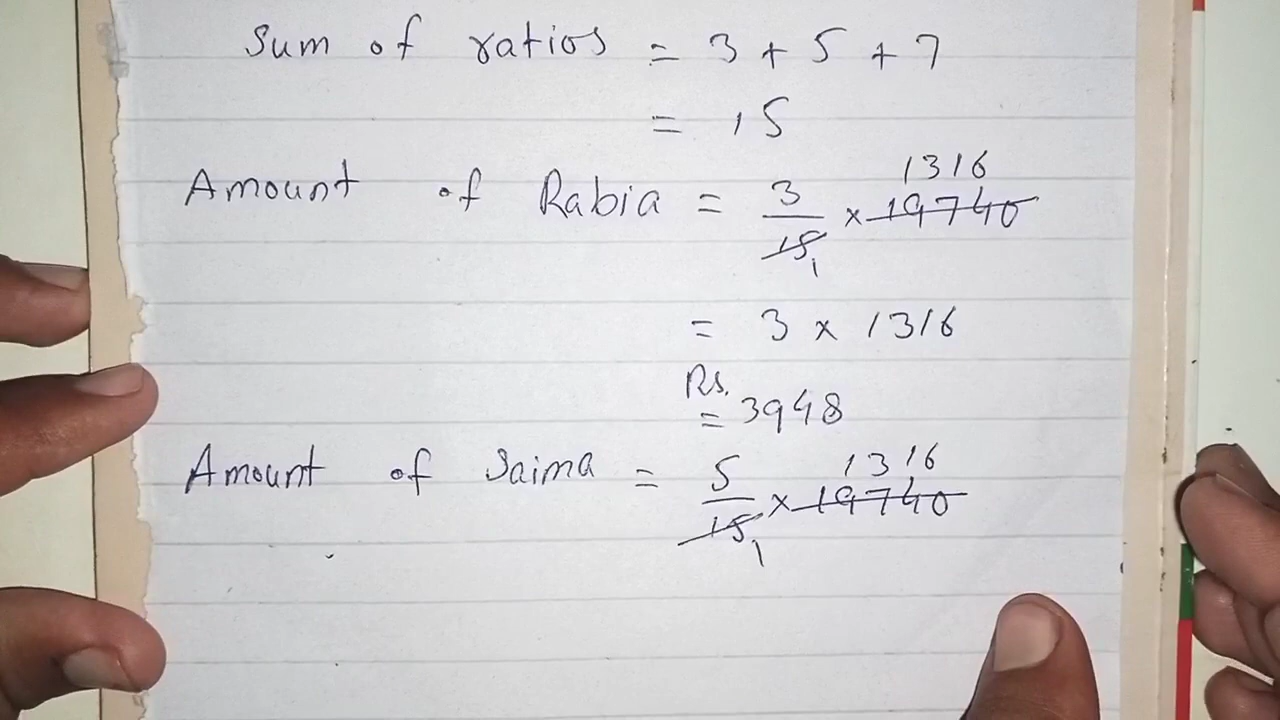 Sum of ratios = 3 + 5 + 7
= 15
1316
Amount of Rabia = 3/15 × 19740
1
= 3 × 1316
Rs.
= 3948
1316
Amount of Saima = 5/15 × 19740
1